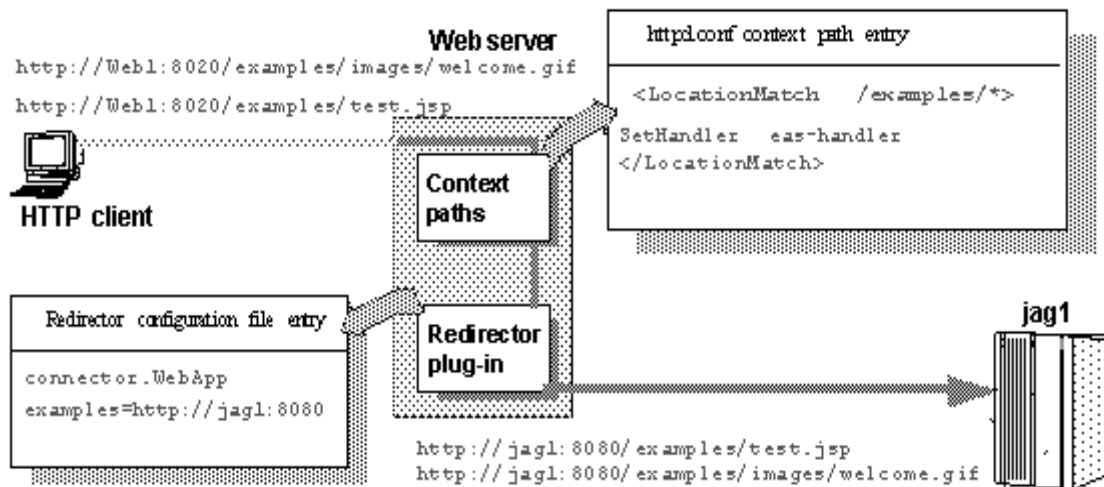 Web server
http://Web1:8020/examples/images/welcome.gif
http://Web1:8020/examples/test.jsp
HTTP client
httpd.conf context path entry
<LocationMatch /examples/*>
SetHandler eas-handler
</LocationMatch>
Context
paths
Redirector configuration file entry
connector.WebApp
examples=http://jag1:8080
Redirector
plug-in
jag1
http://jag1:8080/examples/test.jsp
http://jag1:8080/examples/images/welcome.gif